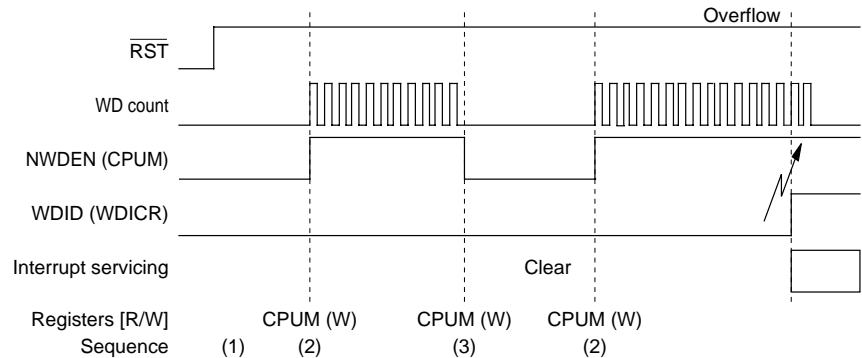 Overflow
RST
WD count
NWDEN (CPUM)
WDID (WDICR)
Interrupt servicing Clear
Registers [R/W] CPUM (W) CPUM (W) CPUM (W)
Sequence (1) (2) (3) (2)